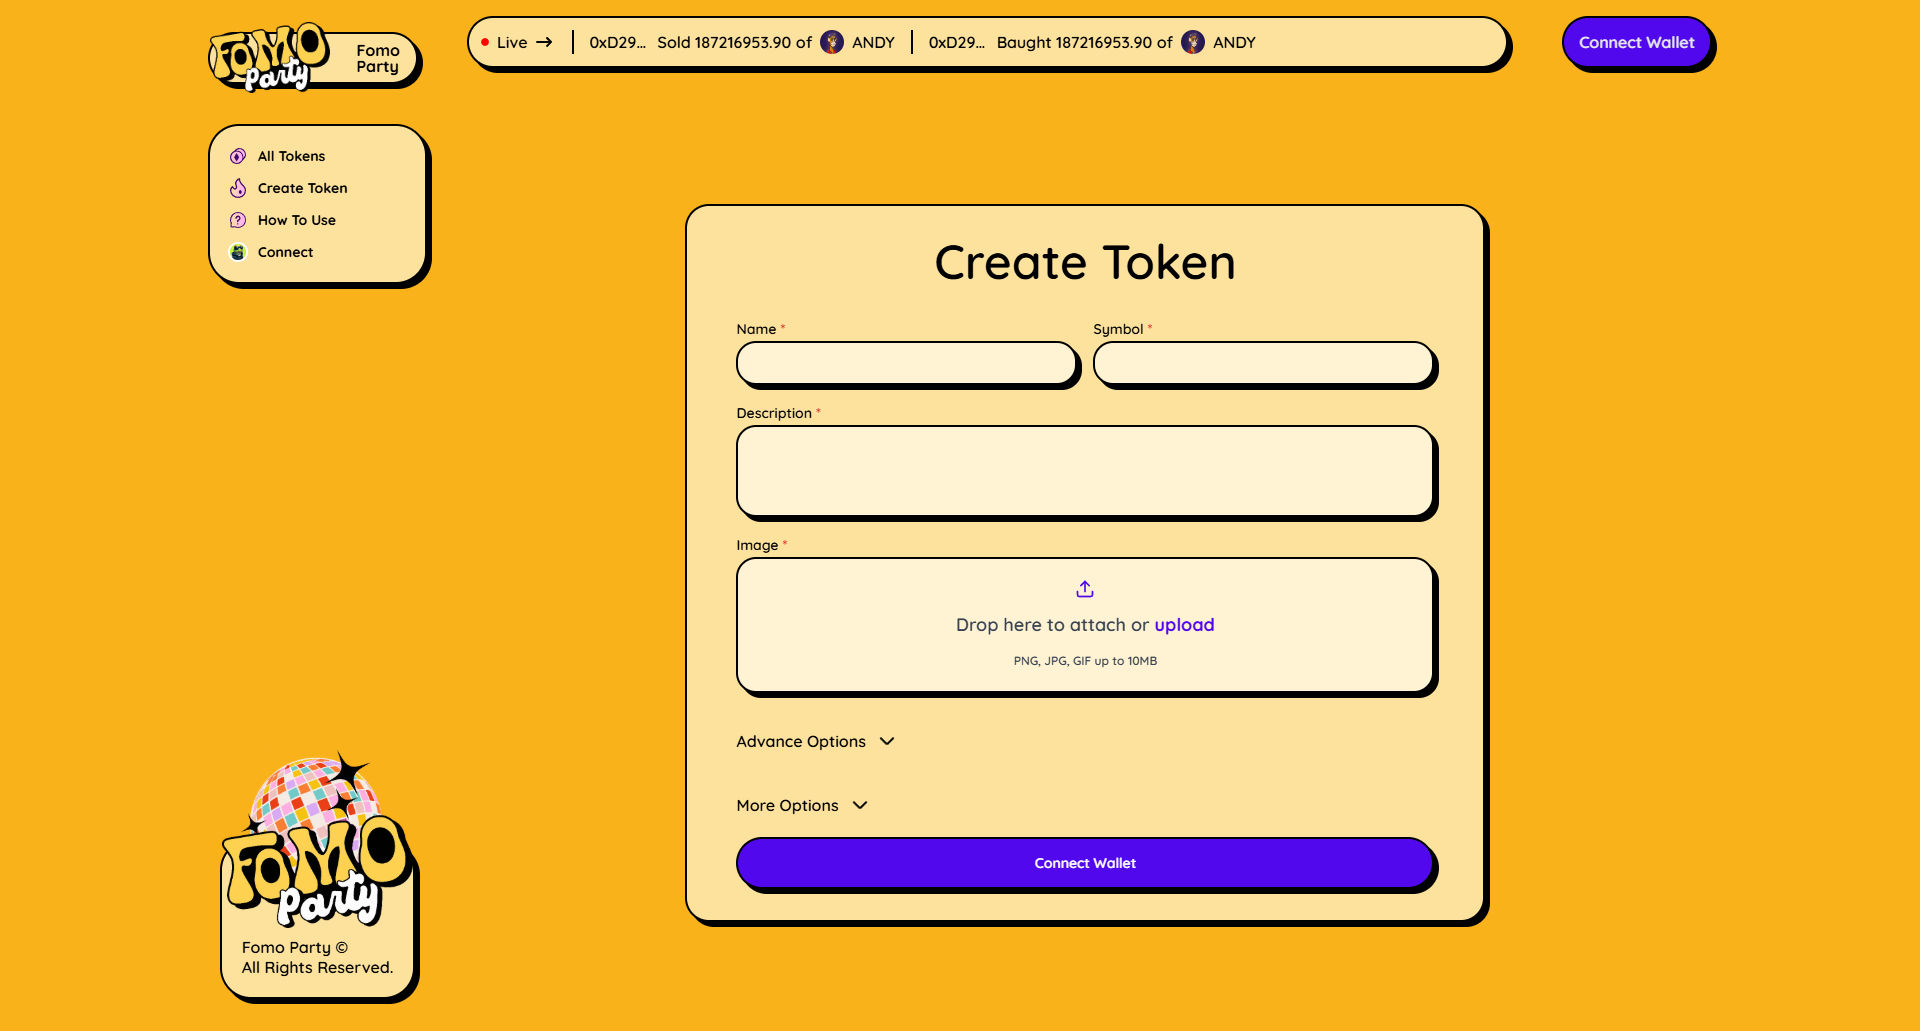 FOMO
party
Fomo
Party
Live → 0xD29... Sold 187216953.90 of ANDY 0xD29... Baught 187216953.90 of ANDY
Connect Wallet
All Tokens
Create Token
How To Use
Connect
Create Token
Name *
Symbol *
Description *
Image *
Drop here to attach or upload
PNG, JPG, GIF up to 10MB
Advance Options
More Options
Connect Wallet
FOMO
party
Fomo Party ©
All Rights Reserved.